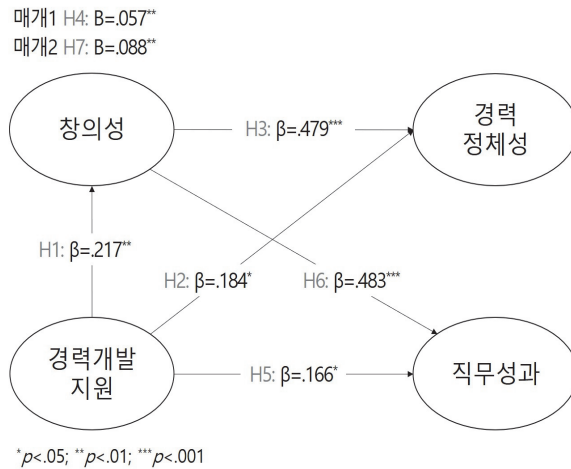 매개1 H4: B=.057**
매개2 H7: B=.088**
창의성
H3: β=.479***
경력
정체성
H1: β=.217**
H2: β=.184*
H6: β=.483***
경력개발
지원
H5: β=.166*
직무성과
*p<.05; **p<.01; ***p<.001